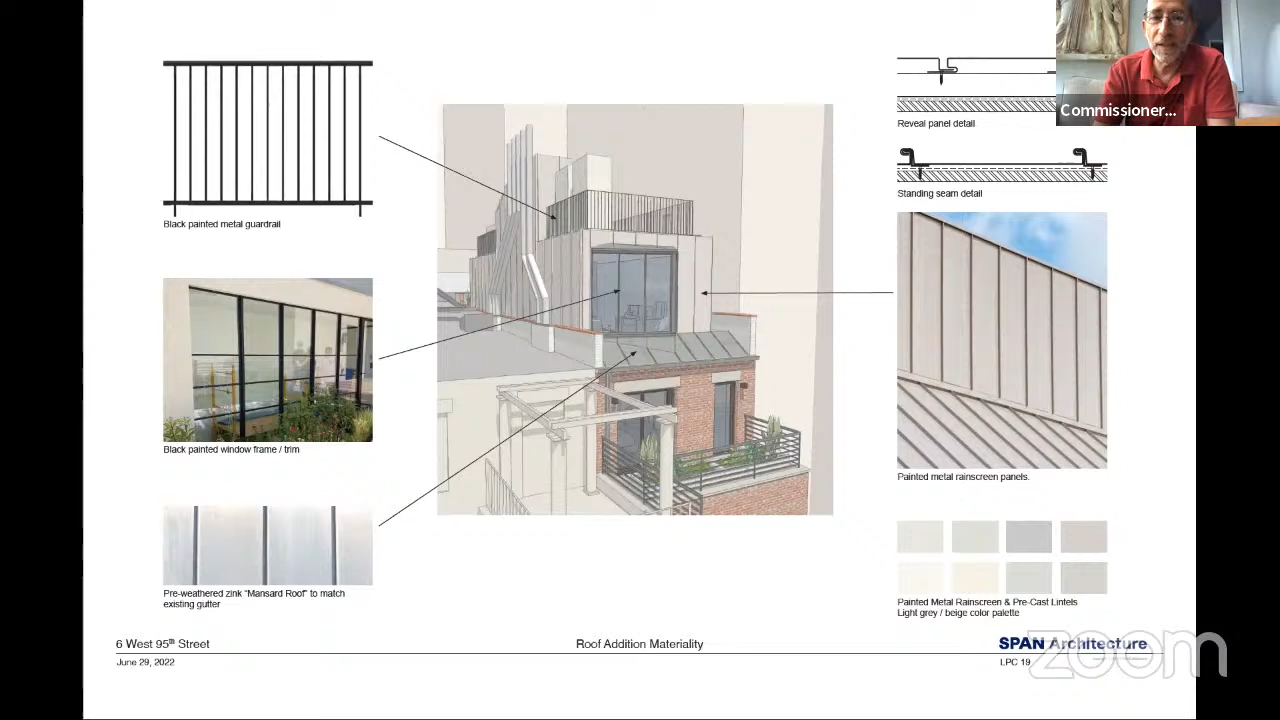 Commissioner...
Reveal panel detail
Standing seam detail
Black painted metal guardrail
Black painted window frame / trim
Painted metal rainscreen panels.
Pre-weathered zink "Mansard Roof" to match
existing gutter
Painted Metal Rainscreen & Pre-Cast Lintels
Light grey / beige color palette
6 West 95th Street
Roof Addition Materiality
SPAN Architecture
June 29, 2022
LPC 19
zoom